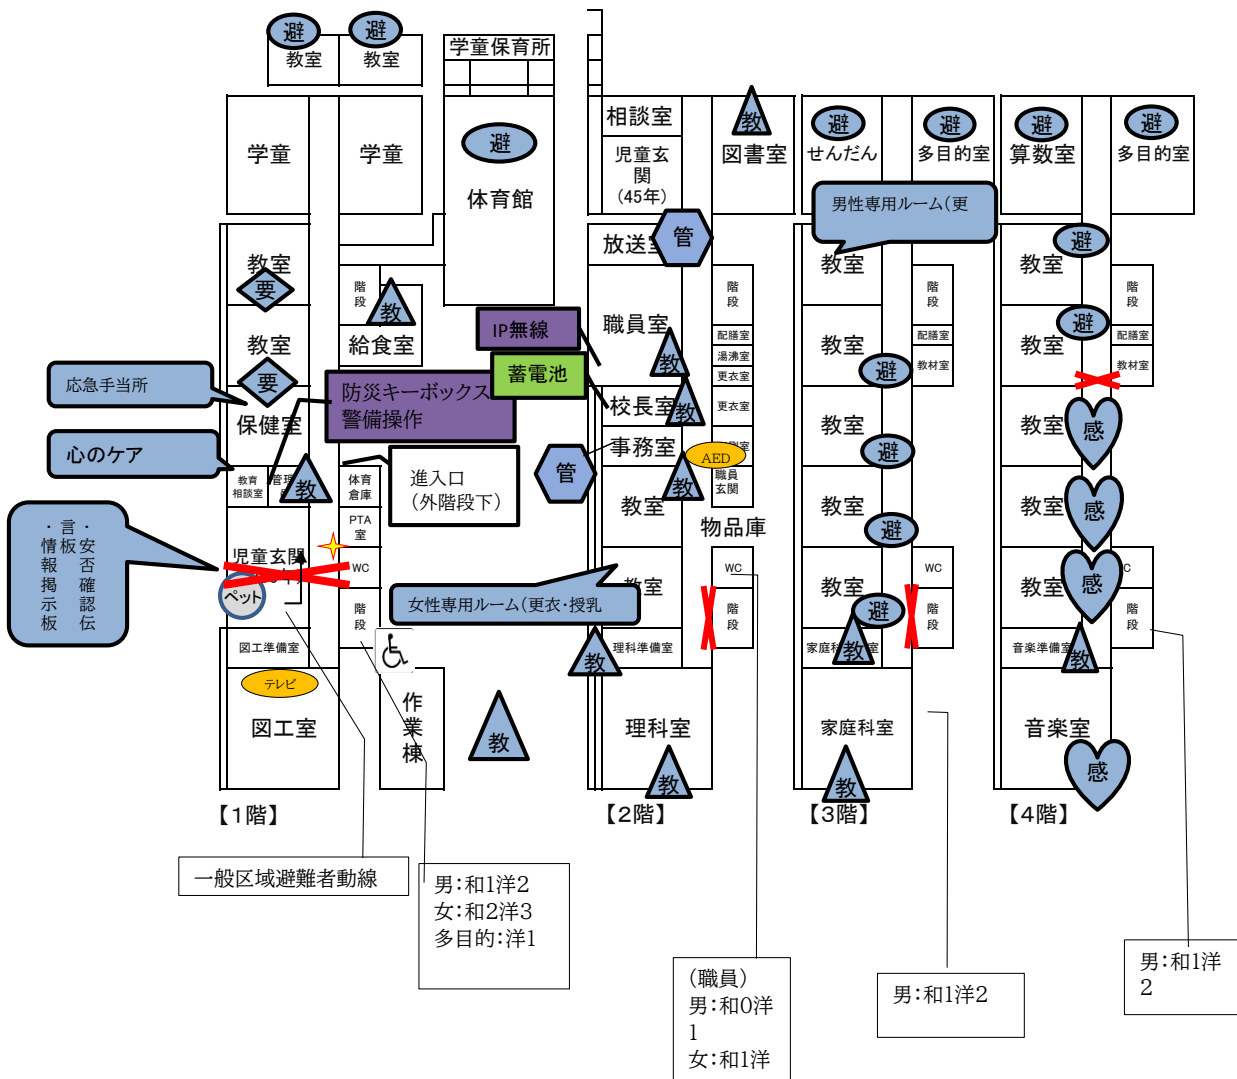 避
避
教室
教室
学童保育所
学童
学童
避
体育館
相談室
児童玄
関
(45年)
教
図書室
避
せんだん
避
多目的室
避
算数室
避
多目的室
教室
要
教室
要
保健室
階段
教
給食室
応急手当所
心のケア
防災キーボックス
警備操作
教育
相談室
管理
教
体育
倉庫
PTA
室
WC
階段
進入口
(外階段下)
・安否確認伝
言板
・情報掲示板
児童玄関
ペット
図工準備室
テレビ
図工室
作業棟
教
【1階】
一般区域避難者動線
男:和1洋2
女:和2洋3
多目的:洋1
放送
管
職員室
教
IP無線
蓄電池
校長室
教
事務室
管
教
AED
教室
教室
女性専用ルーム(更衣・授乳
階段
配膳室
湯沸室
更衣室
更衣室
職員
玄関
物品庫
WC
階段
理科準備室
教
理科室
教
【2階】
(職員)
男:和0洋
1
女:和1洋
男性専用ルーム(更
教室
教室
教室
教室
避
避
避
避
教
階段
配膳室
教材室
階段
家庭科
家庭科室
教
【3階】
男:和1洋2
教室
避
避
教室
教室
教室
感
感
感
階段
配膳室
教材室
階段
音楽準備室
教
音楽室
感
【4階】
男:和1洋
2